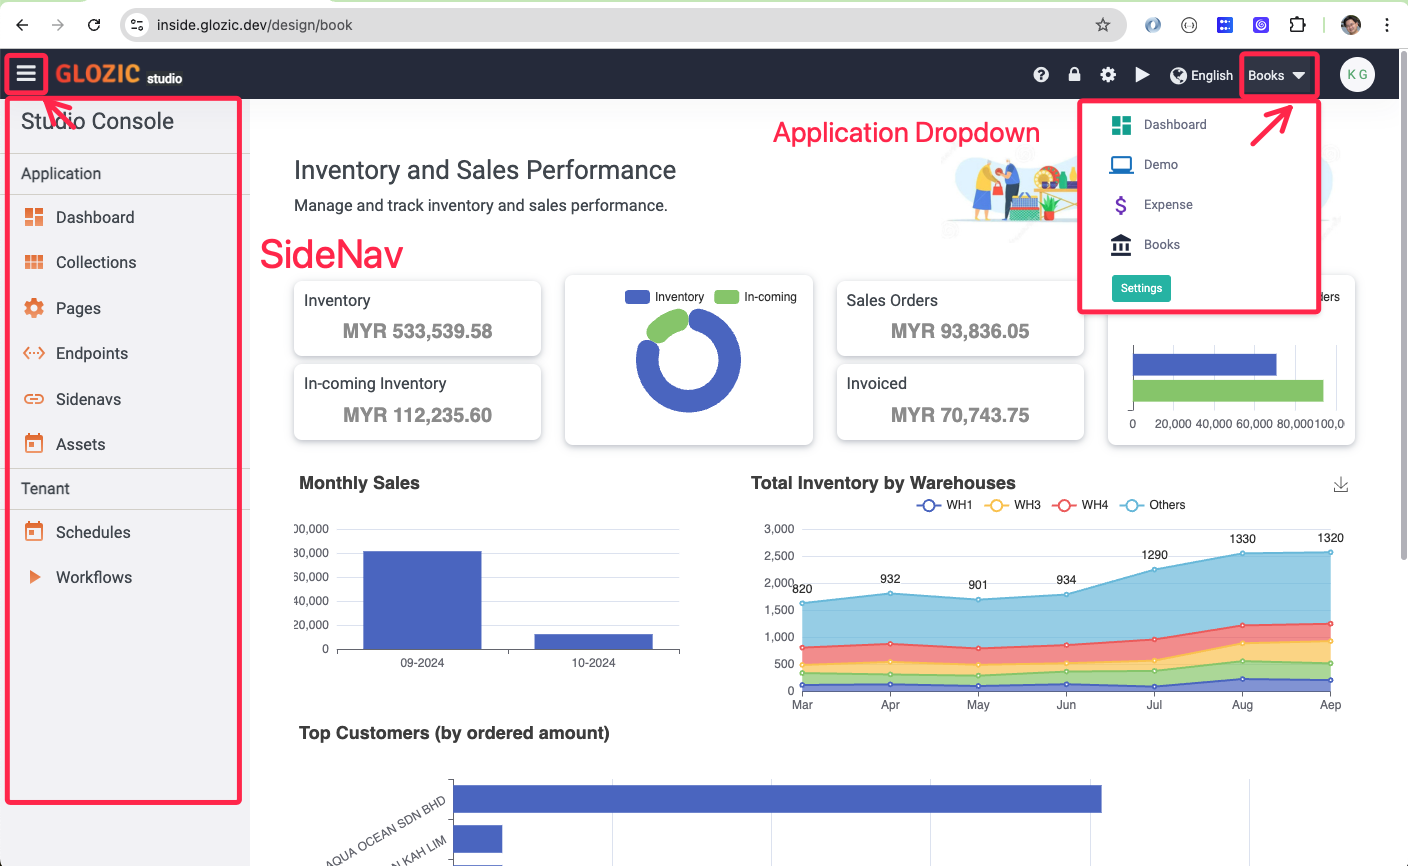 inside.glozic.dev/design/book
GLOZIC studio
English
Books
K G
Studio Console
Application
Dashboard
Collections
Pages
Endpoints
Sidenavs
Assets
Tenant
Schedules
Workflows
Application Dropdown
Dashboard
Demo
Expense
Books
Settings
Inventory and Sales Performance
Manage and track inventory and sales performance.
SideNav
Inventory
MYR 533,539.58
In-coming Inventory
MYR 112,235.60
Inventory In-coming
Sales Orders
MYR 93,836.05
Invoiced
MYR 70,743.75
ders
0 20,000 40,000 60,000 80,000 100,0
Monthly Sales
00,000
80,000
60,000
40,000
20,000
0
09-2024 10-2024
Total Inventory by Warehouses
WH1 WH3 WH4 Others
3,000
2,500
2,000
1,500
1,000
500
0
820 932 901 934 1290 1330 1320
Mar Apr May Jun Jul Aug Aep
Top Customers (by ordered amount)
AQUA OCEAN SDN BHD
N KAH LIM